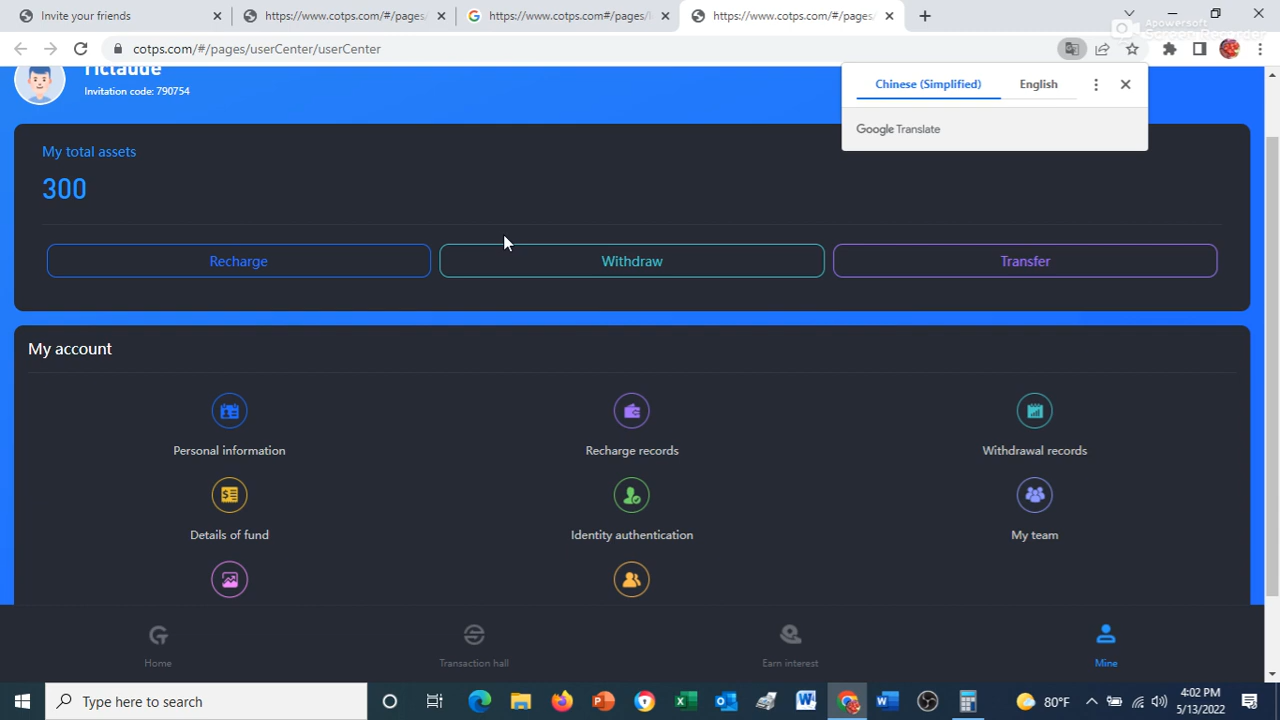 Invite your friends
https://www.cotps.com/#/pages/
https://www.cotps.com#/pages/l
https://www.cotps.com/#/pages/
Apowersoft
Screen Recorder
cotps.com/#/pages/userCenter/userCenter
Chinese (Simplified)
English
Google Translate
Invitation code: 790754
My total assets
300
Recharge
Withdraw
Transfer
My account
Personal information
Recharge records
Withdrawal records
Details of fund
Identity authentication
My team
Home
Transaction hall
Earn interest
Mine
Type here to search
80°F
4:02 PM
5/13/2022